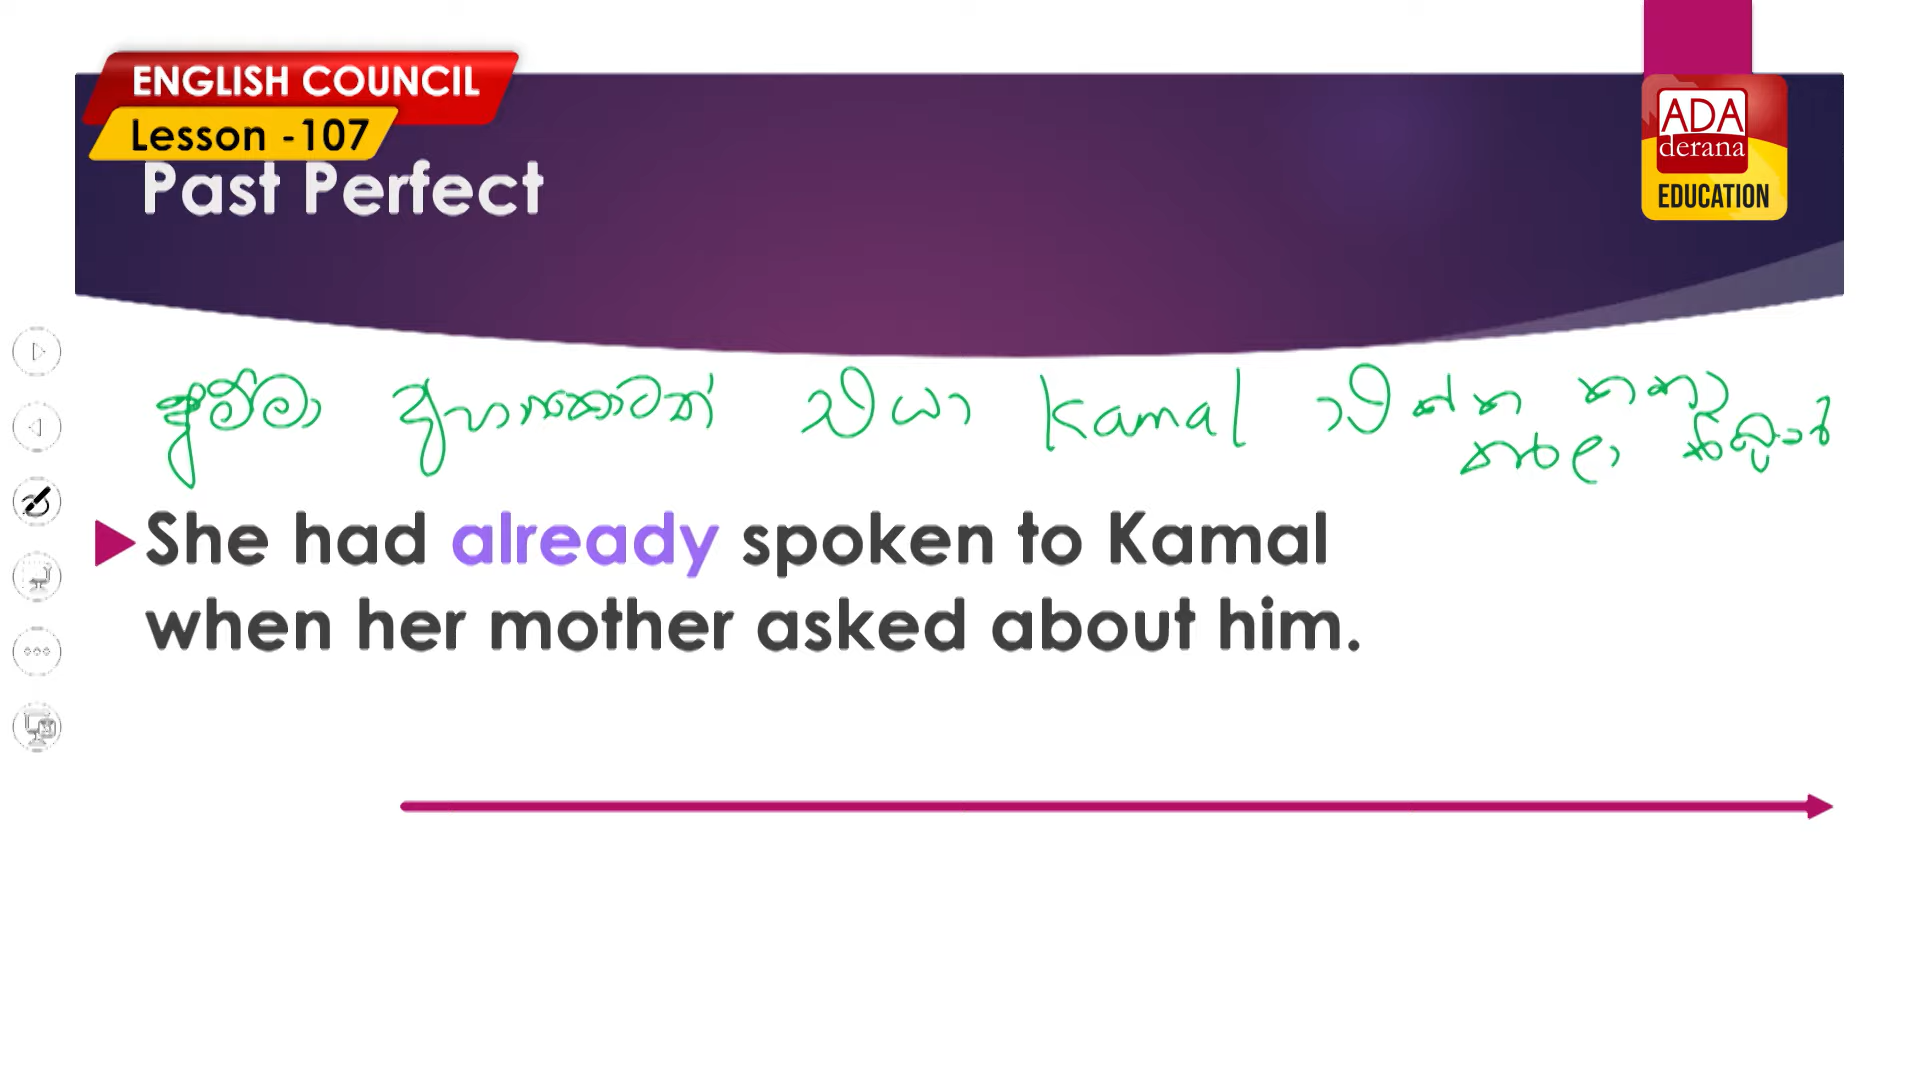 ENGLISH COUNCIL
Lesson -107
ADA
derana
EDUCATION
Past Perfect
අම්මා අහනකොටත් එයා Kamal එක්ක කතා
කරලා තිබුනේ
She had already spoken to Kamal
when her mother asked about him.